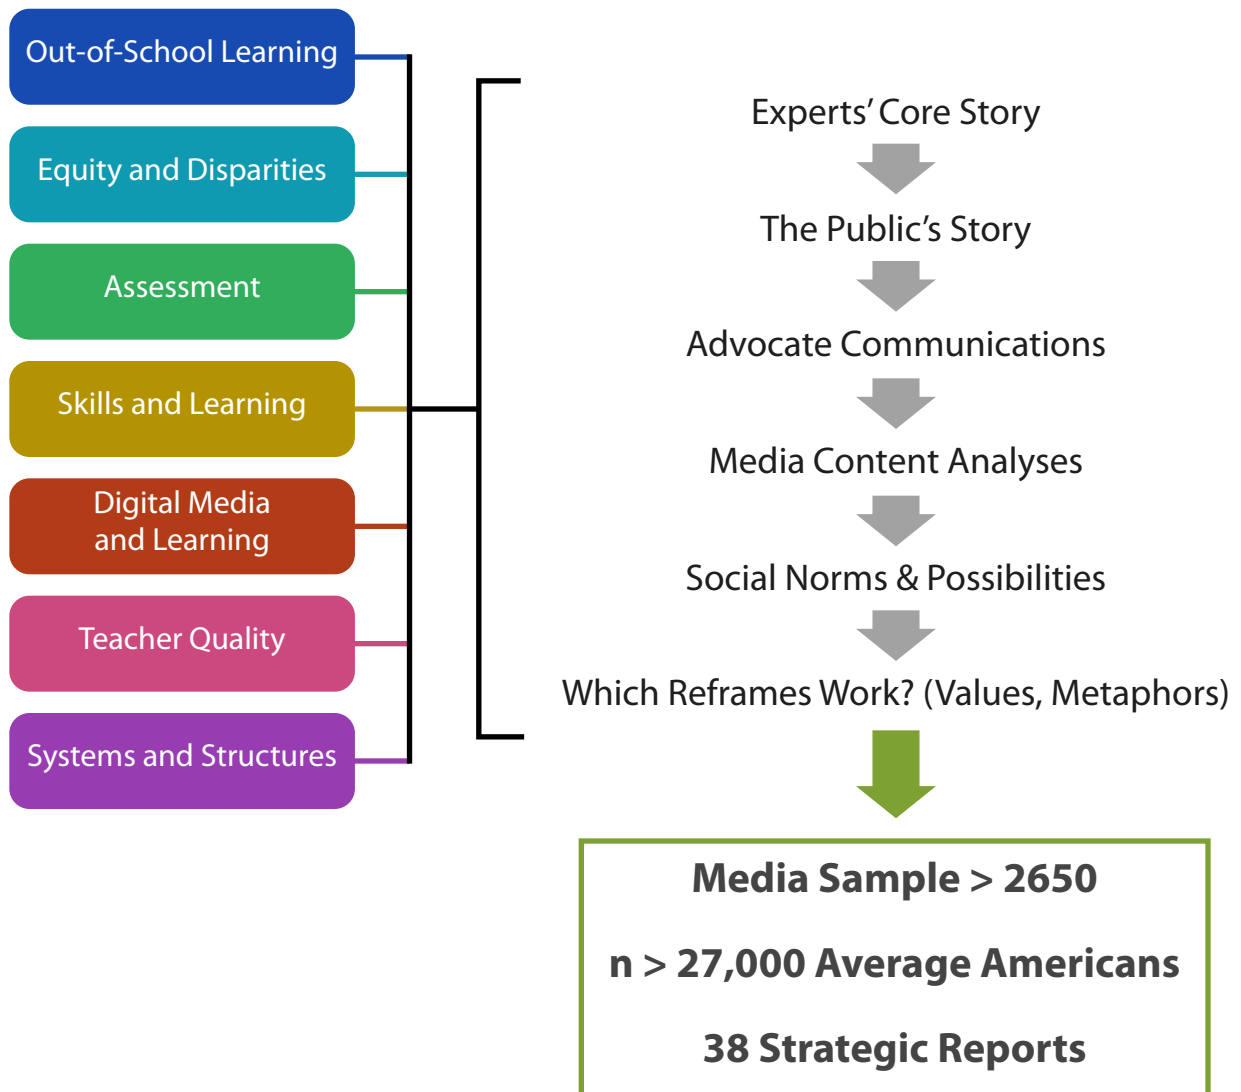 Out-of-School Learning
Equity and Disparities
Assessment
Skills and Learning
Digital Media
and Learning
Teacher Quality
Systems and Structures
Experts’ Core Story
The Public’s Story
Advocate Communications
Media Content Analyses
Social Norms & Possibilities
Which Reframes Work? (Values, Metaphors)
Media Sample > 2650
n > 27,000 Average Americans
38 Strategic Reports